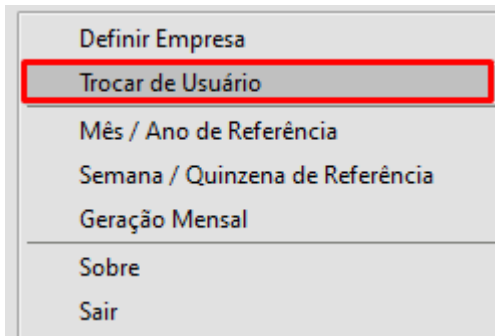 Definir Empresa
Trocar de Usuário
Mês / Ano de Referência
Semana / Quinzena de Referência
Geração Mensal
Sobre
Sair